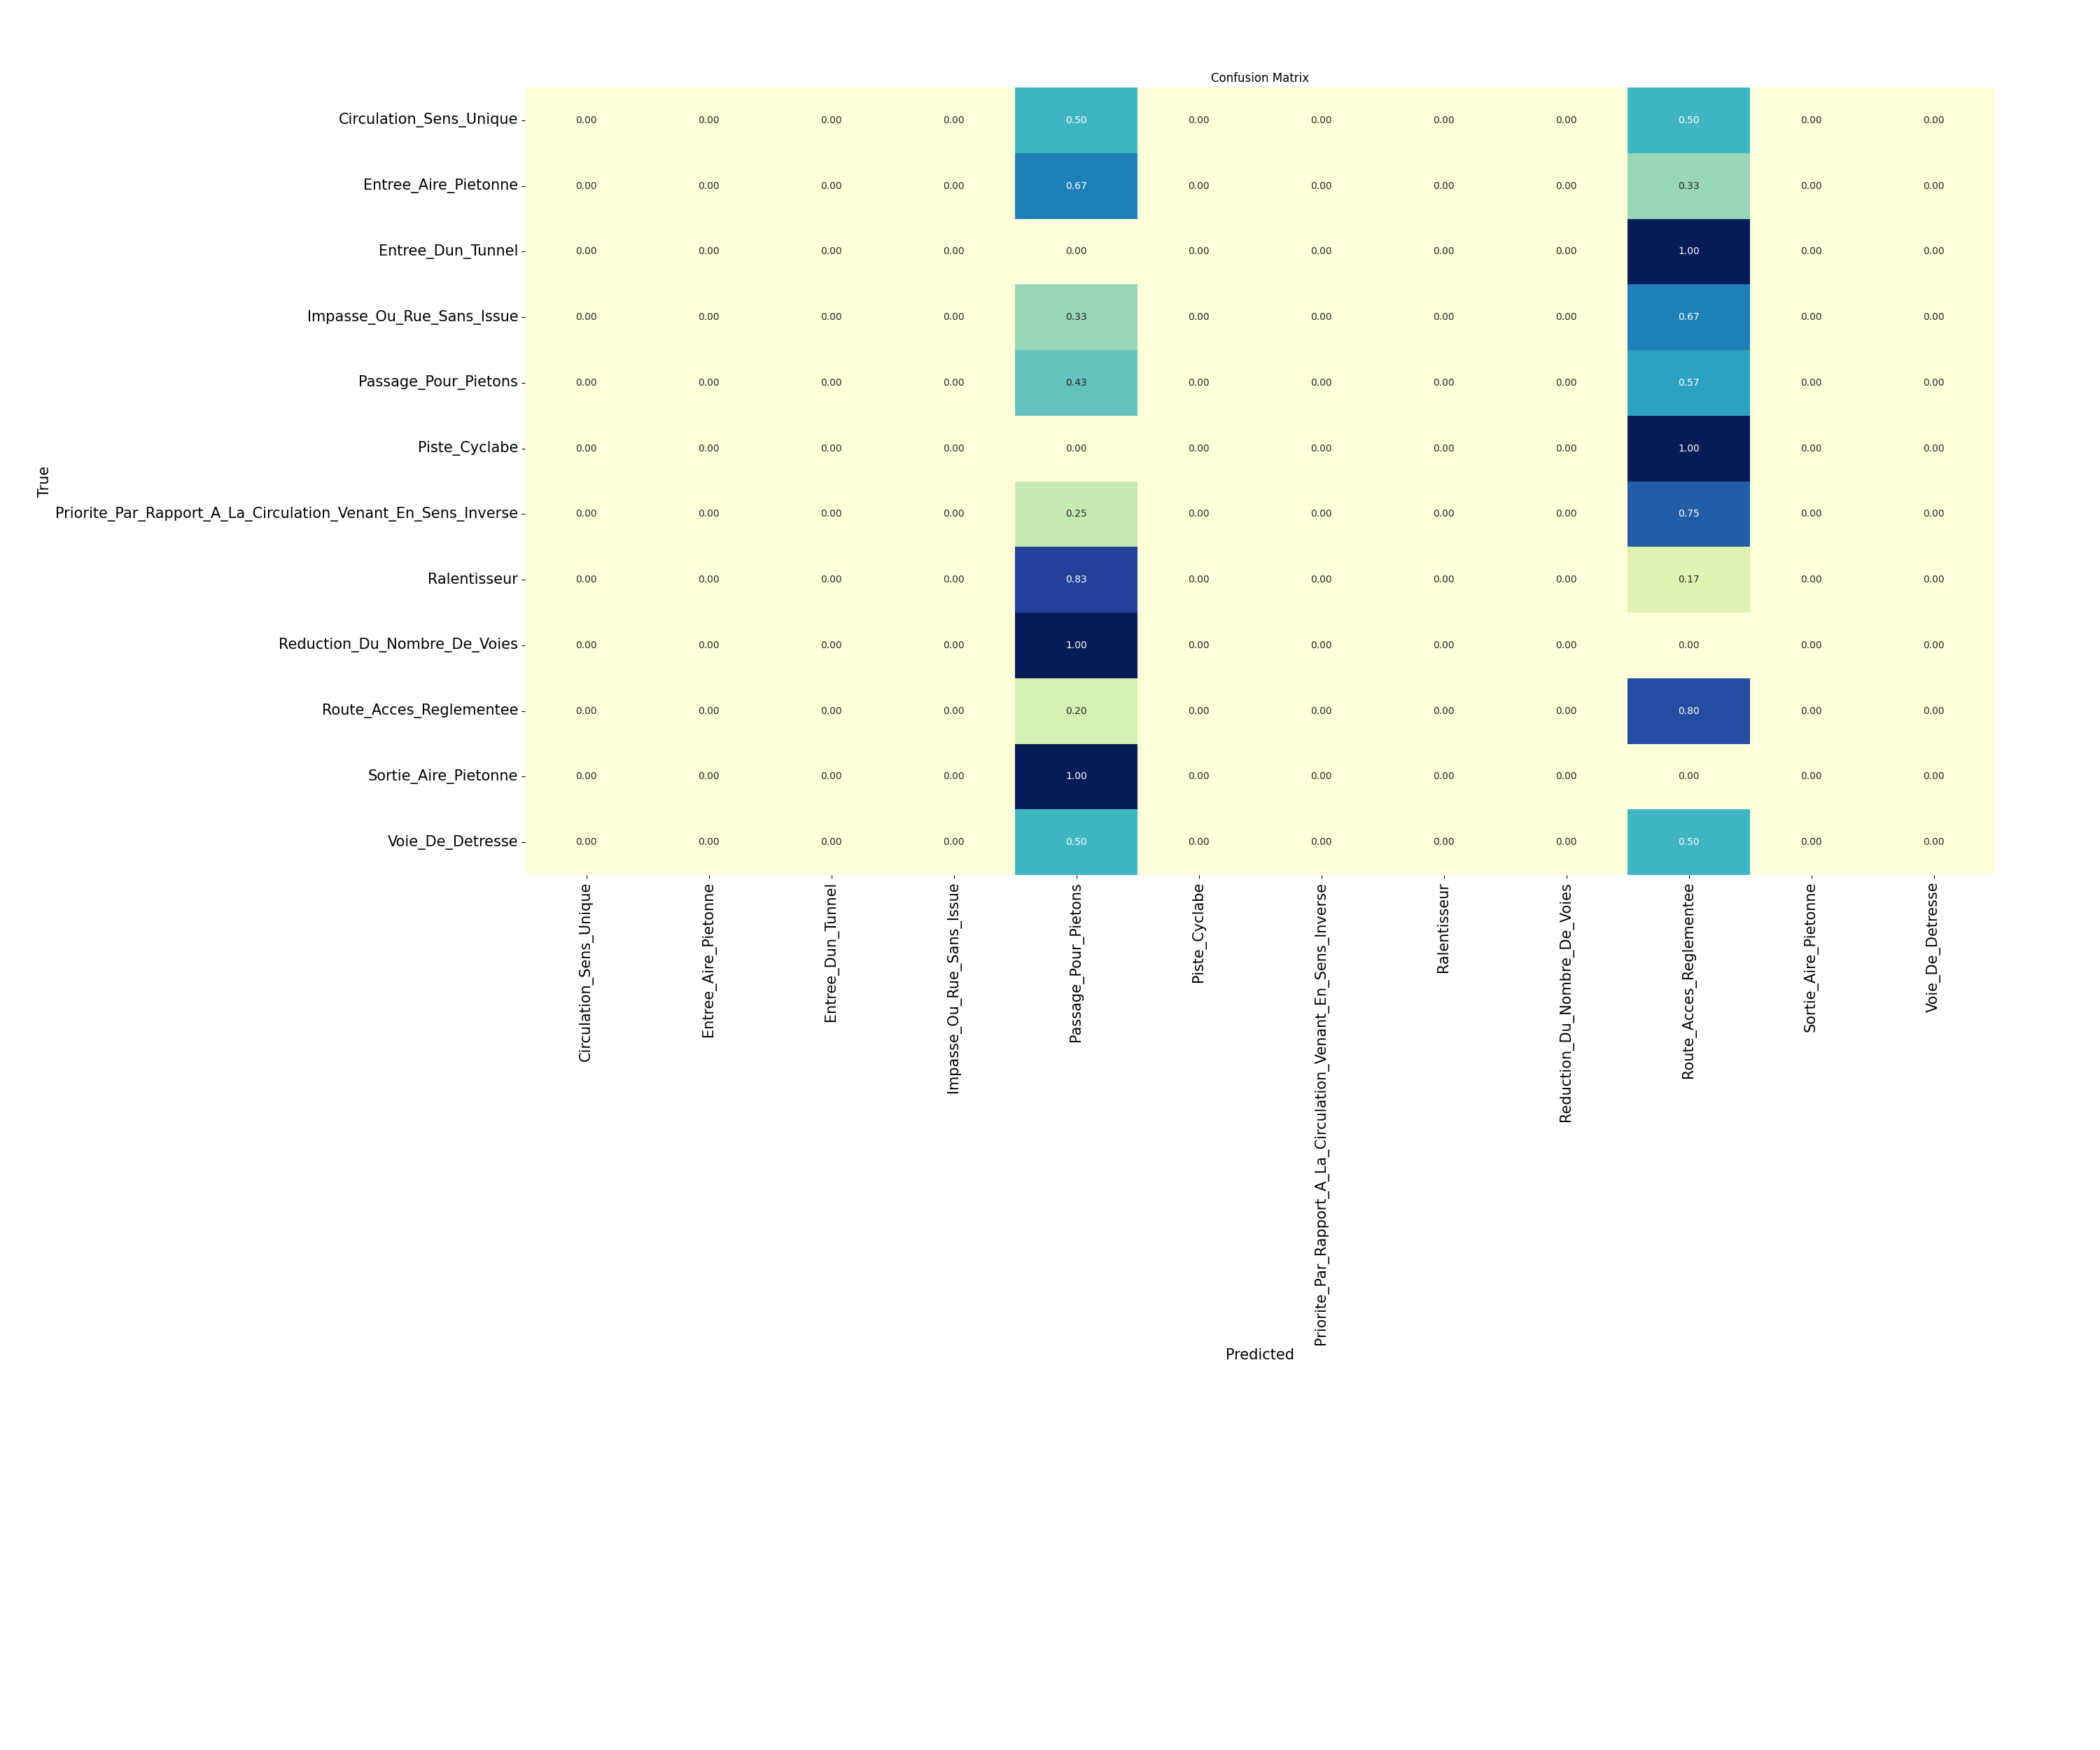 Confusion Matrix
Circulation_Sens_Unique 0.00 0.00 0.00 0.00 0.50 0.00 0.00 0.00 0.00 0.50 0.00 0.00
Entree_Aire_Pietonne 0.00 0.00 0.00 0.00 0.67 0.00 0.00 0.00 0.00 0.33 0.00 0.00
Entree_Dun_Tunnel 0.00 0.00 0.00 0.00 0.00 0.00 0.00 0.00 0.00 1.00 0.00 0.00
Impasse_Ou_Rue_Sans_Issue 0.00 0.00 0.00 0.00 0.33 0.00 0.00 0.00 0.00 0.67 0.00 0.00
Passage_Pour_Pietons 0.00 0.00 0.00 0.00 0.43 0.00 0.00 0.00 0.00 0.57 0.00 0.00
Piste_Cyclabe 0.00 0.00 0.00 0.00 0.00 0.00 0.00 0.00 0.00 1.00 0.00 0.00
True
Priorite_Par_Rapport_A_La_Circulation_Venant_En_Sens_Inverse 0.00 0.00 0.00 0.00 0.25 0.00 0.00 0.00 0.00 0.75 0.00 0.00
Ralentisseur 0.00 0.00 0.00 0.00 0.83 0.00 0.00 0.00 0.00 0.17 0.00 0.00
Reduction_Du_Nombre_De_Voies 0.00 0.00 0.00 0.00 1.00 0.00 0.00 0.00 0.00 0.00 0.00 0.00
Route_Acces_Reglementee 0.00 0.00 0.00 0.00 0.20 0.00 0.00 0.00 0.00 0.80 0.00 0.00
Sortie_Aire_Pietonne 0.00 0.00 0.00 0.00 1.00 0.00 0.00 0.00 0.00 0.00 0.00 0.00
Voie_De_Detresse 0.00 0.00 0.00 0.00 0.50 0.00 0.00 0.00 0.00 0.50 0.00 0.00
Circulation_Sens_Unique
Entree_Aire_Pietonne
Entree_Dun_Tunnel
Impasse_Ou_Rue_Sans_Issue
Passage_Pour_Pietons
Piste_Cyclabe
Priorite_Par_Rapport_A_La_Circulation_Venant_En_Sens_Inverse
Ralentisseur
Reduction_Du_Nombre_De_Voies
Route_Acces_Reglementee
Sortie_Aire_Pietonne
Voie_De_Detresse
Predicted